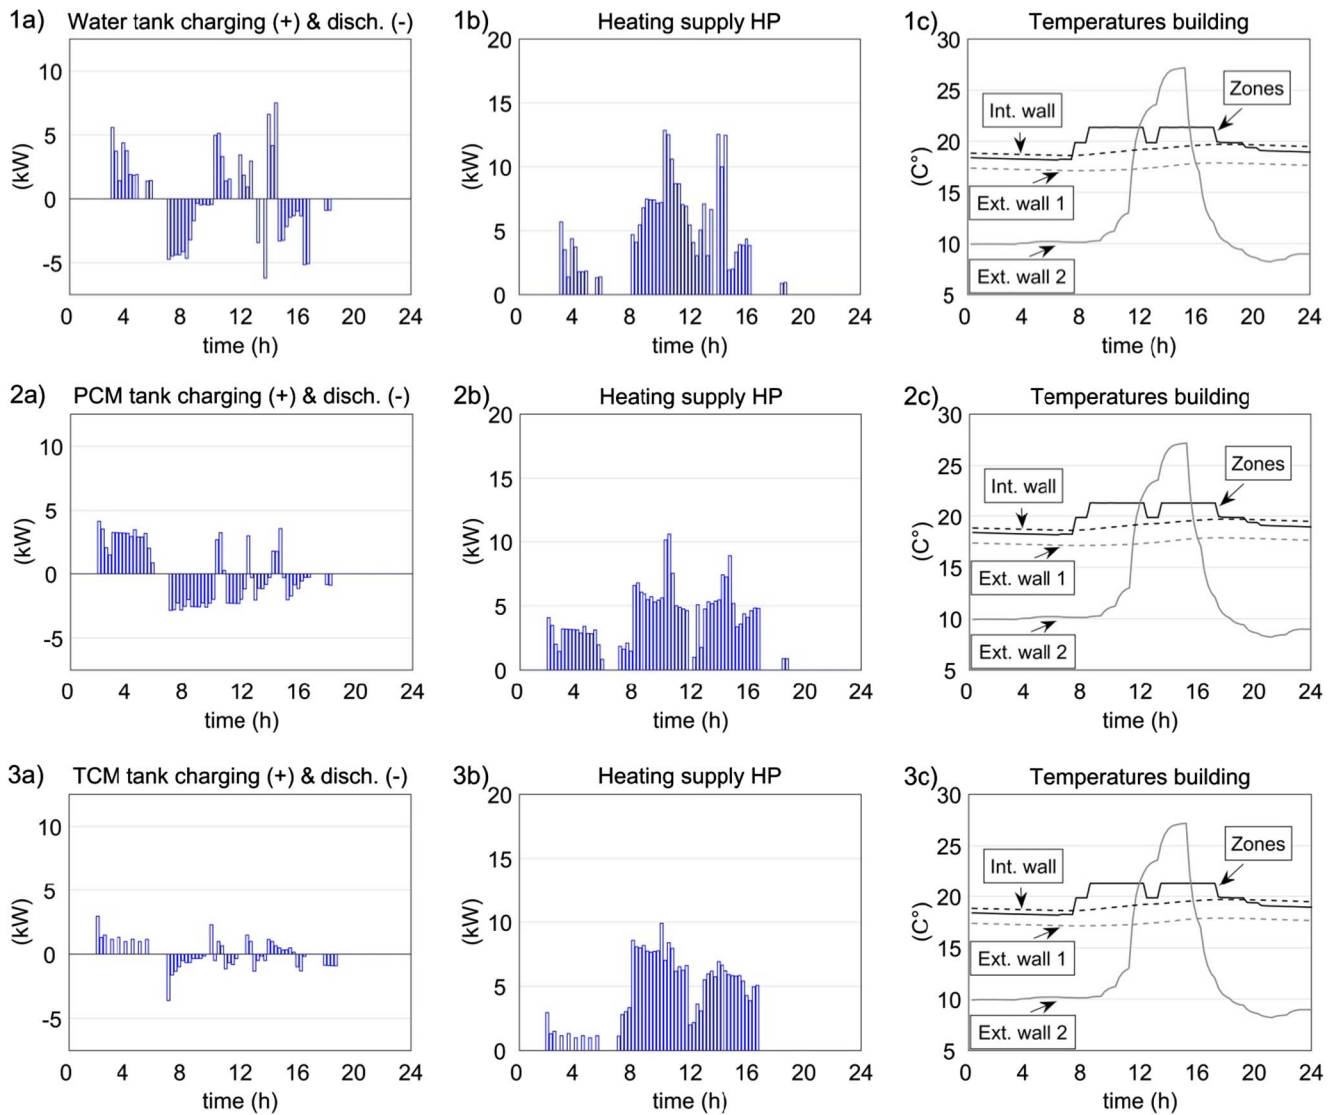 1a) Water tank charging (+) & disch. (-)
10
5
0
-5
(kW)
0 4 8 12 16 20 24
time (h)
1b) Heating supply HP
20
15
10
5
0
(kW)
0 4 8 12 16 20 24
time (h)
1c) Temperatures building
30
25
20
15
10
5
(C°)
Zones
Int. wall
Ext. wall 1
Ext. wall 2
0 4 8 12 16 20 24
time (h)
2a) PCM tank charging (+) & disch. (-)
10
5
0
-5
(kW)
0 4 8 12 16 20 24
time (h)
2b) Heating supply HP
20
15
10
5
0
(kW)
0 4 8 12 16 20 24
time (h)
2c) Temperatures building
30
25
20
15
10
5
(C°)
Zones
Int. wall
Ext. wall 1
Ext. wall 2
0 4 8 12 16 20 24
time (h)
3a) TCM tank charging (+) & disch. (-)
10
5
0
-5
(kW)
0 4 8 12 16 20 24
time (h)
3b) Heating supply HP
20
15
10
5
0
(kW)
0 4 8 12 16 20 24
time (h)
3c) Temperatures building
30
25
20
15
10
5
(C°)
Zones
Int. wall
Ext. wall 1
Ext. wall 2
0 4 8 12 16 20 24
time (h)